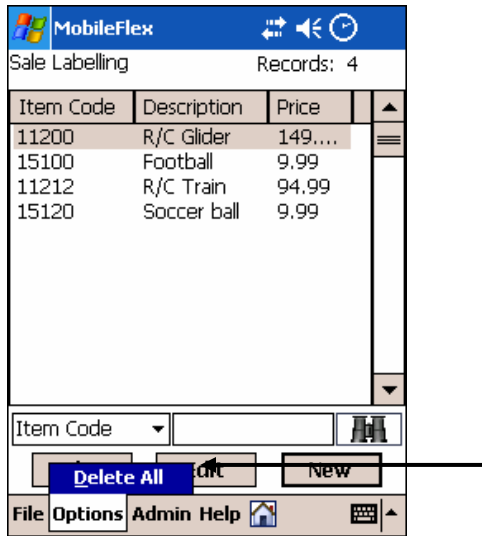 MobileFlex
Sale Labelling Records: 4
Item Code Description Price
11200 R/C Glider 149....
15100 Football 9.99
11212 R/C Train 94.99
15120 Soccer ball 9.99
Item Code
Delete All New
File Options Admin Help